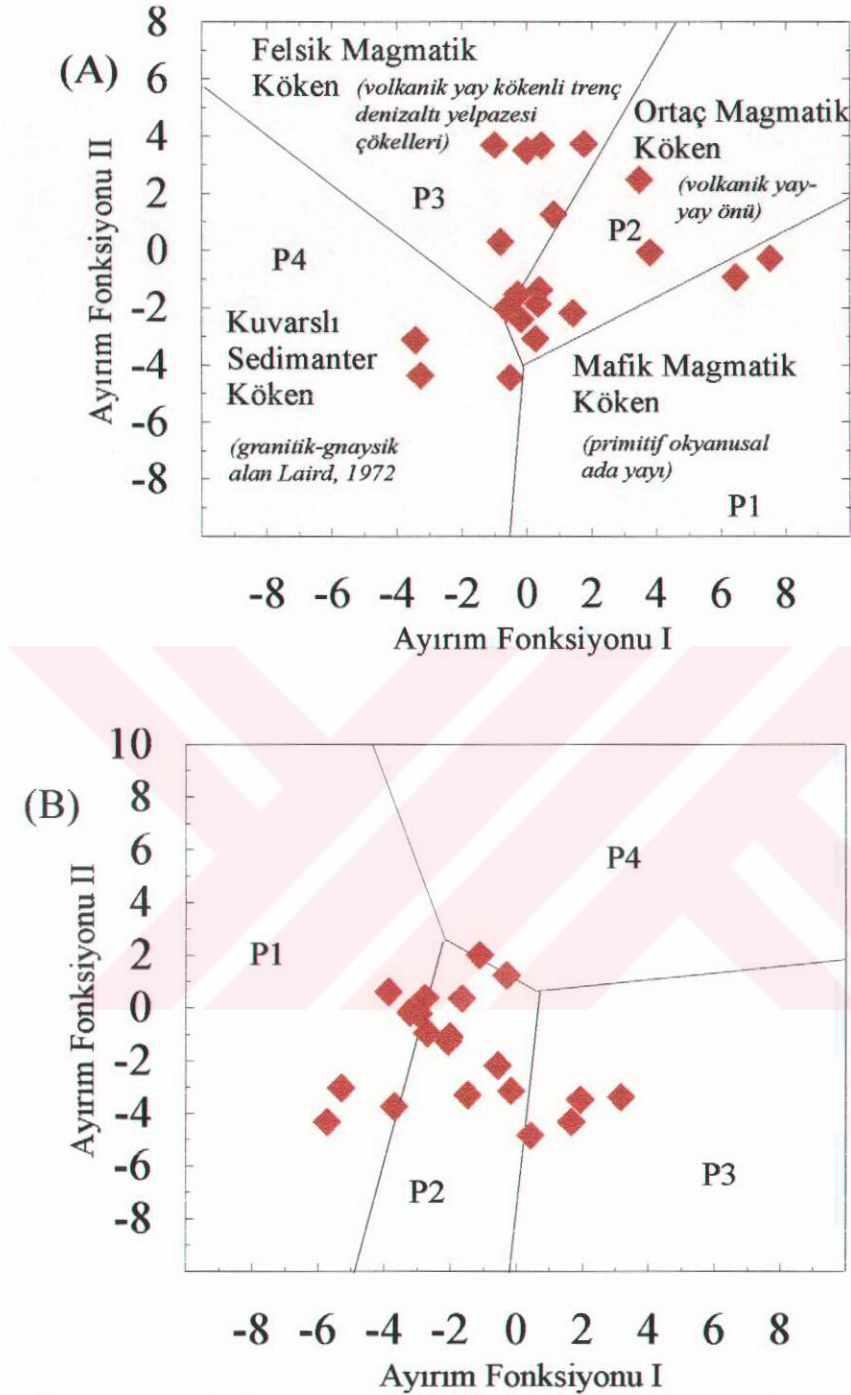 (A)
8
6
4
2
0
-2
-4
-6
-8
Ayırım Fonksiyonu II
Felsik Magmatik
Köken (volkanik yay kökenli trenç
denizaltı yelpazesi
çökelleri)
P3
Ortaç Magmatik
Köken
(volkanik yay-
yay önü)
P2
P4
Kuvarslı
Sedimanter
Köken
(granitik-gnaysik
alan Laird, 1972
Mafik Magmatik
Köken
(primitif okyanusal
ada yayı)
P1
-8 -6 -4 -2 0 2 4 6 8
Ayırım Fonksiyonu I
(B)
10
8
6
4
2
0
-2
-4
-6
-8
Ayırım Fonksiyonu II
P4
P1
P2
P3
-8 -6 -4 -2 0 2 4 6 8
Ayırım Fonksiyonu I